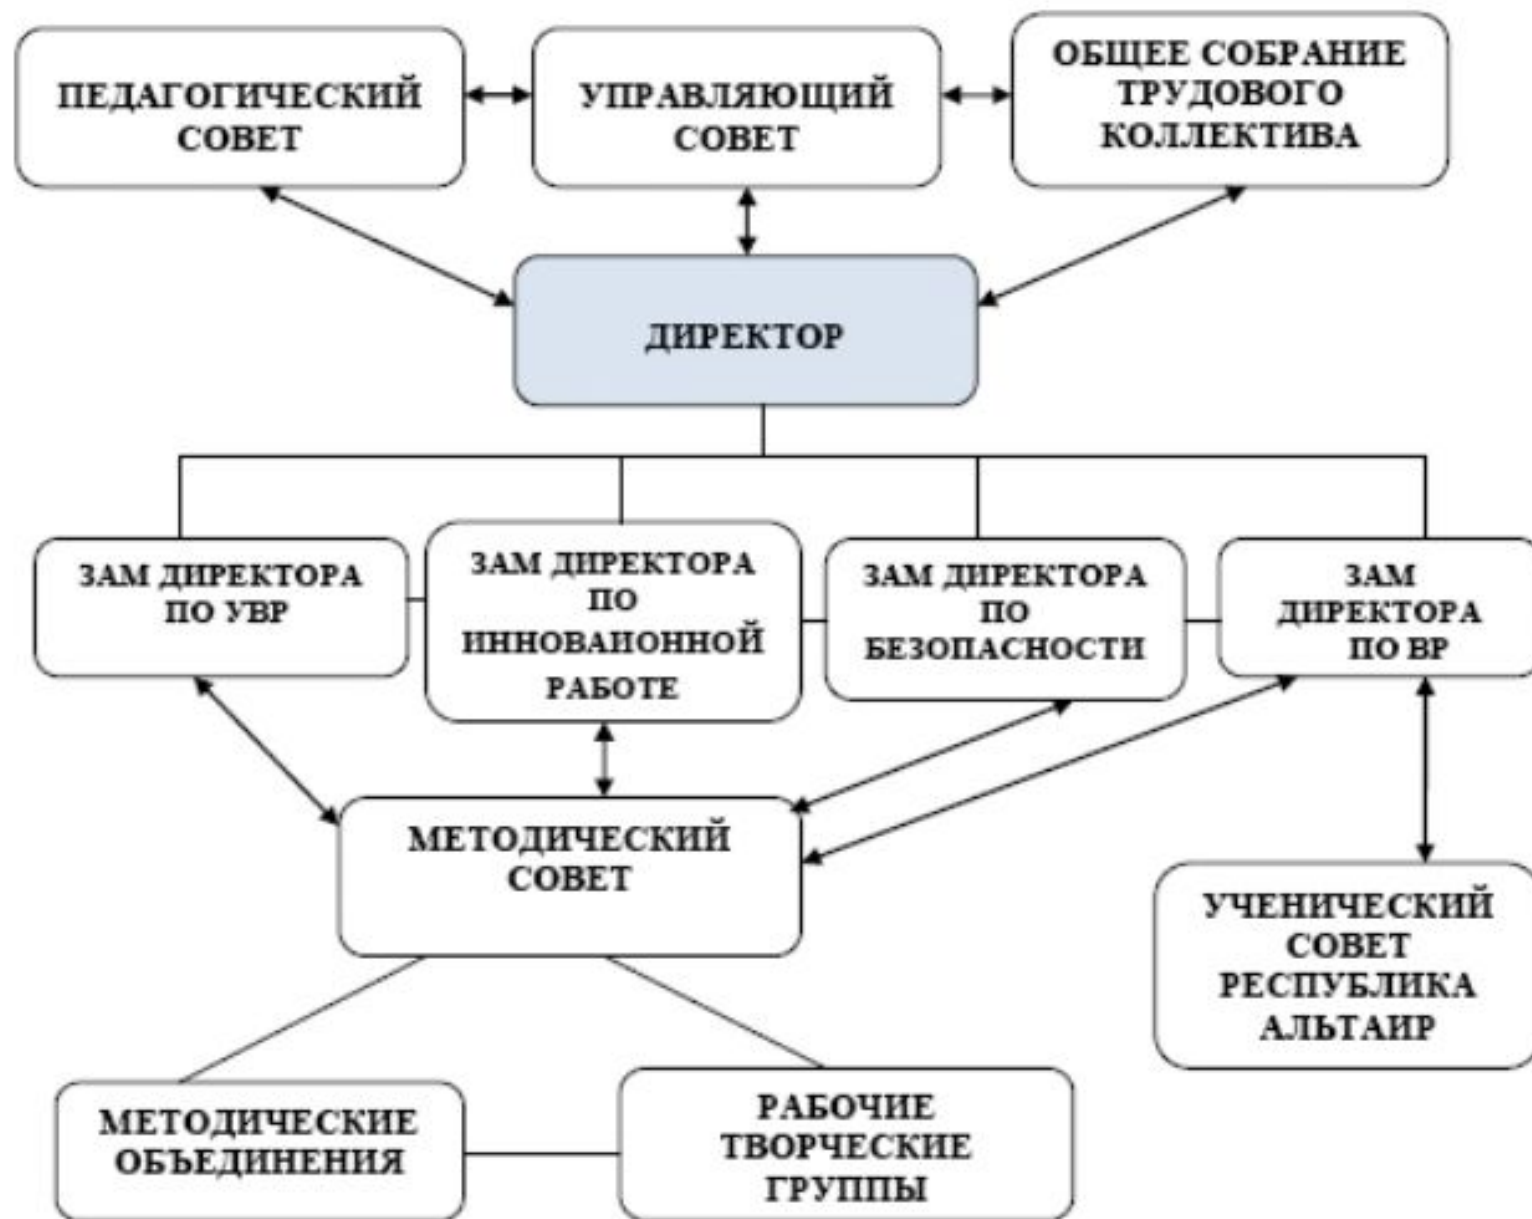 ПЕДАГОГИЧЕСКИЙ
СОВЕТ
УПРАВЛЯЮЩИЙ
СОВЕТ
ОБЩЕЕ СОБРАНИЕ
ТРУДОВОГО
КОЛЛЕКТИВА
ДИРЕКТОР
ЗАМ ДИРЕКТОРА
ПО УВР
ЗАМ ДИРЕКТОРА
ПО
ИННОВАИОННОЙ
РАБОТЕ
ЗАМ ДИРЕКТОРА
ПО
БЕЗОПАСНОСТИ
ЗАМ
ДИРЕКТОРА
ПО ВР
МЕТОДИЧЕСКИЙ
СОВЕТ
УЧЕНИЧЕСКИЙ
СОВЕТ
РЕСПУБЛИКА
АЛЬТАИР
МЕТОДИЧЕСКИЕ
ОБЪЕДИНЕНИЯ
РАБОЧИЕ
ТВОРЧЕСКИЕ
ГРУППЫ